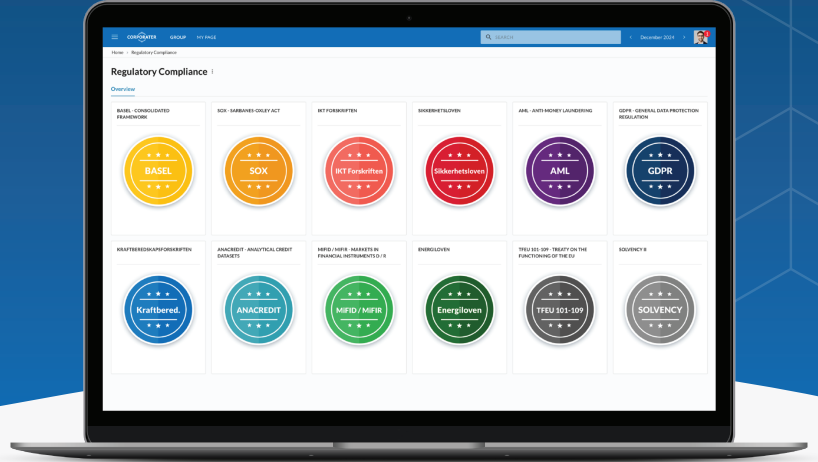 CORPORATER GROUP MY PAGE SEARCH December 2024
Home Regulatory Compliance
Regulatory Compliance
Overview
BASEL - CONSOLIDATED
FRAMEWORK
BASEL
SOX - SARBANES-OXLEY ACT
SOX
IKT FORSKRIFTEN
IKT Forskriften
SIKKERHETSLOVEN
Sikkerhetsloven
AML - ANTI-MONEY LAUNDERING
AML
GDPR - GENERAL DATA PROTECTION
REGULATION
GDPR
KRAFTBEREDSKAPSFORSKRIFTEN
Kraftbered.
ANACREDIT - ANALYTICAL CREDIT
DATASETS
ANACREDIT
MIFID / MIFIR - MARKETS IN
FINANCIAL INSTRUMENTS D / R
MiFID / MiFIR
ENERGILOVEN
Energiloven
TFEU 101-109 - TREATY ON THE
FUNCTIONING OF THE EU
TFEU 101-109
SOLVENCY II
SOLVENCY